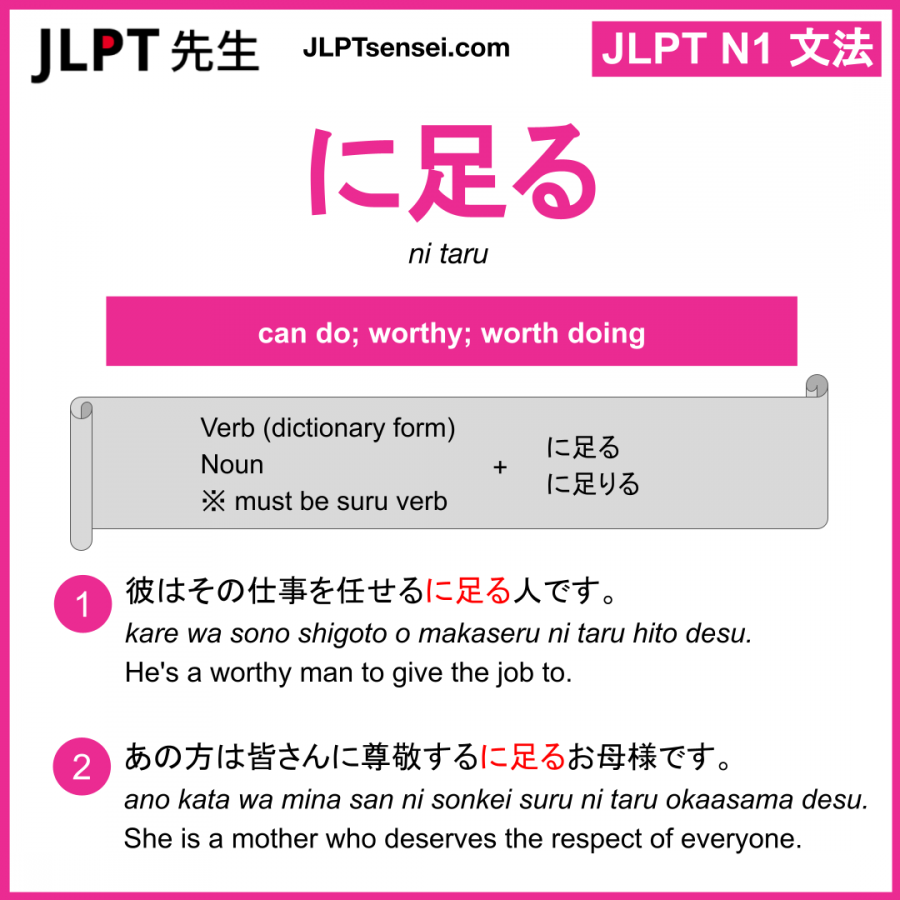 JLPT 先生
JLPTsensei.com
JLPT N1 文法
に足る
ni taru
can do; worthy; worth doing
Verb (dictionary form)
Noun
※ must be suru verb
+
に足る
に足りる
1
彼はその仕事を任せるに足る人です。
kare wa sono shigoto o makaseru ni taru hito desu.
He's a worthy man to give the job to.
2
あの方は皆さんに尊敬するに足るお母様です。
ano kata wa mina san ni sonkei suru ni taru okaasama desu.
She is a mother who deserves the respect of everyone.